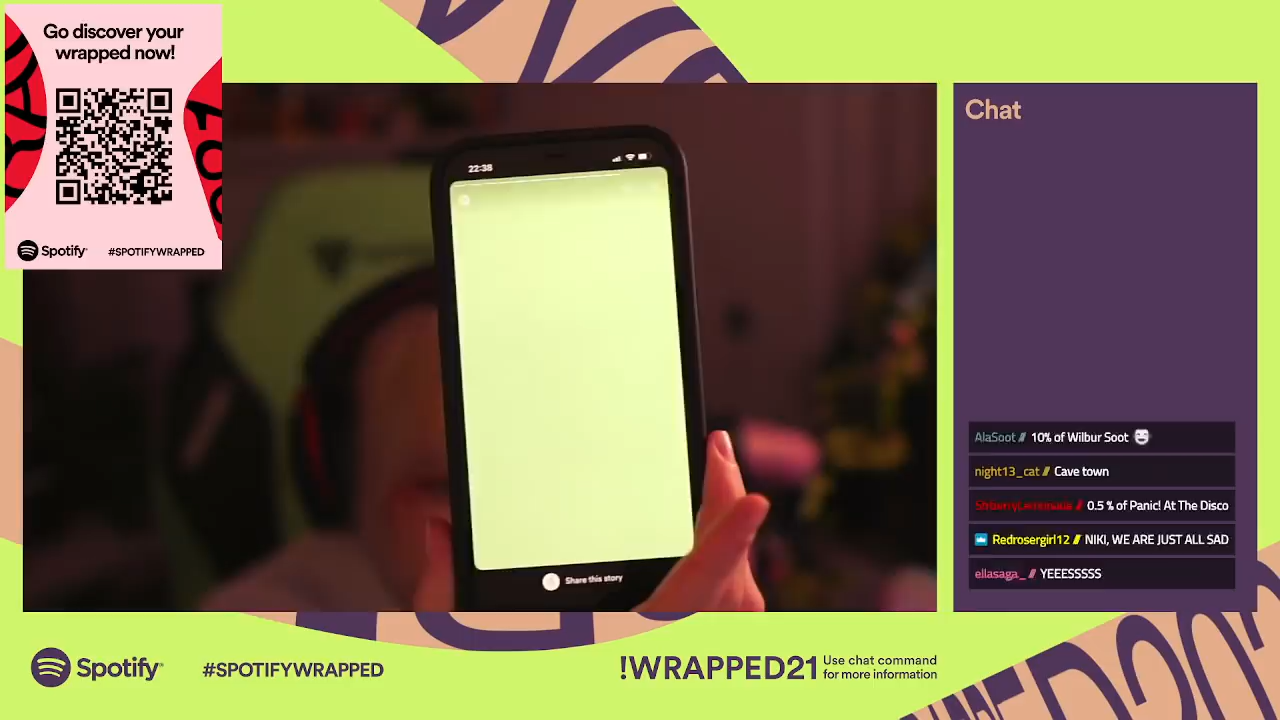 Go discover your
wrapped now!
Spotify
#SPOTIFYWRAPPED
22:38
Share this story
Chat
AlaSoot // 10% of Wilbur Soot
night13_cat // Cave town
StrberryLemonada // 0.5 % of Panic! At The Disco
Redrosergirl12 // NIKI, WE ARE JUST ALL SAD
ellasaga_ // YEEESSSSS
Spotify
#SPOTIFYWRAPPED
!WRAPPED21
Use chat command
for more information